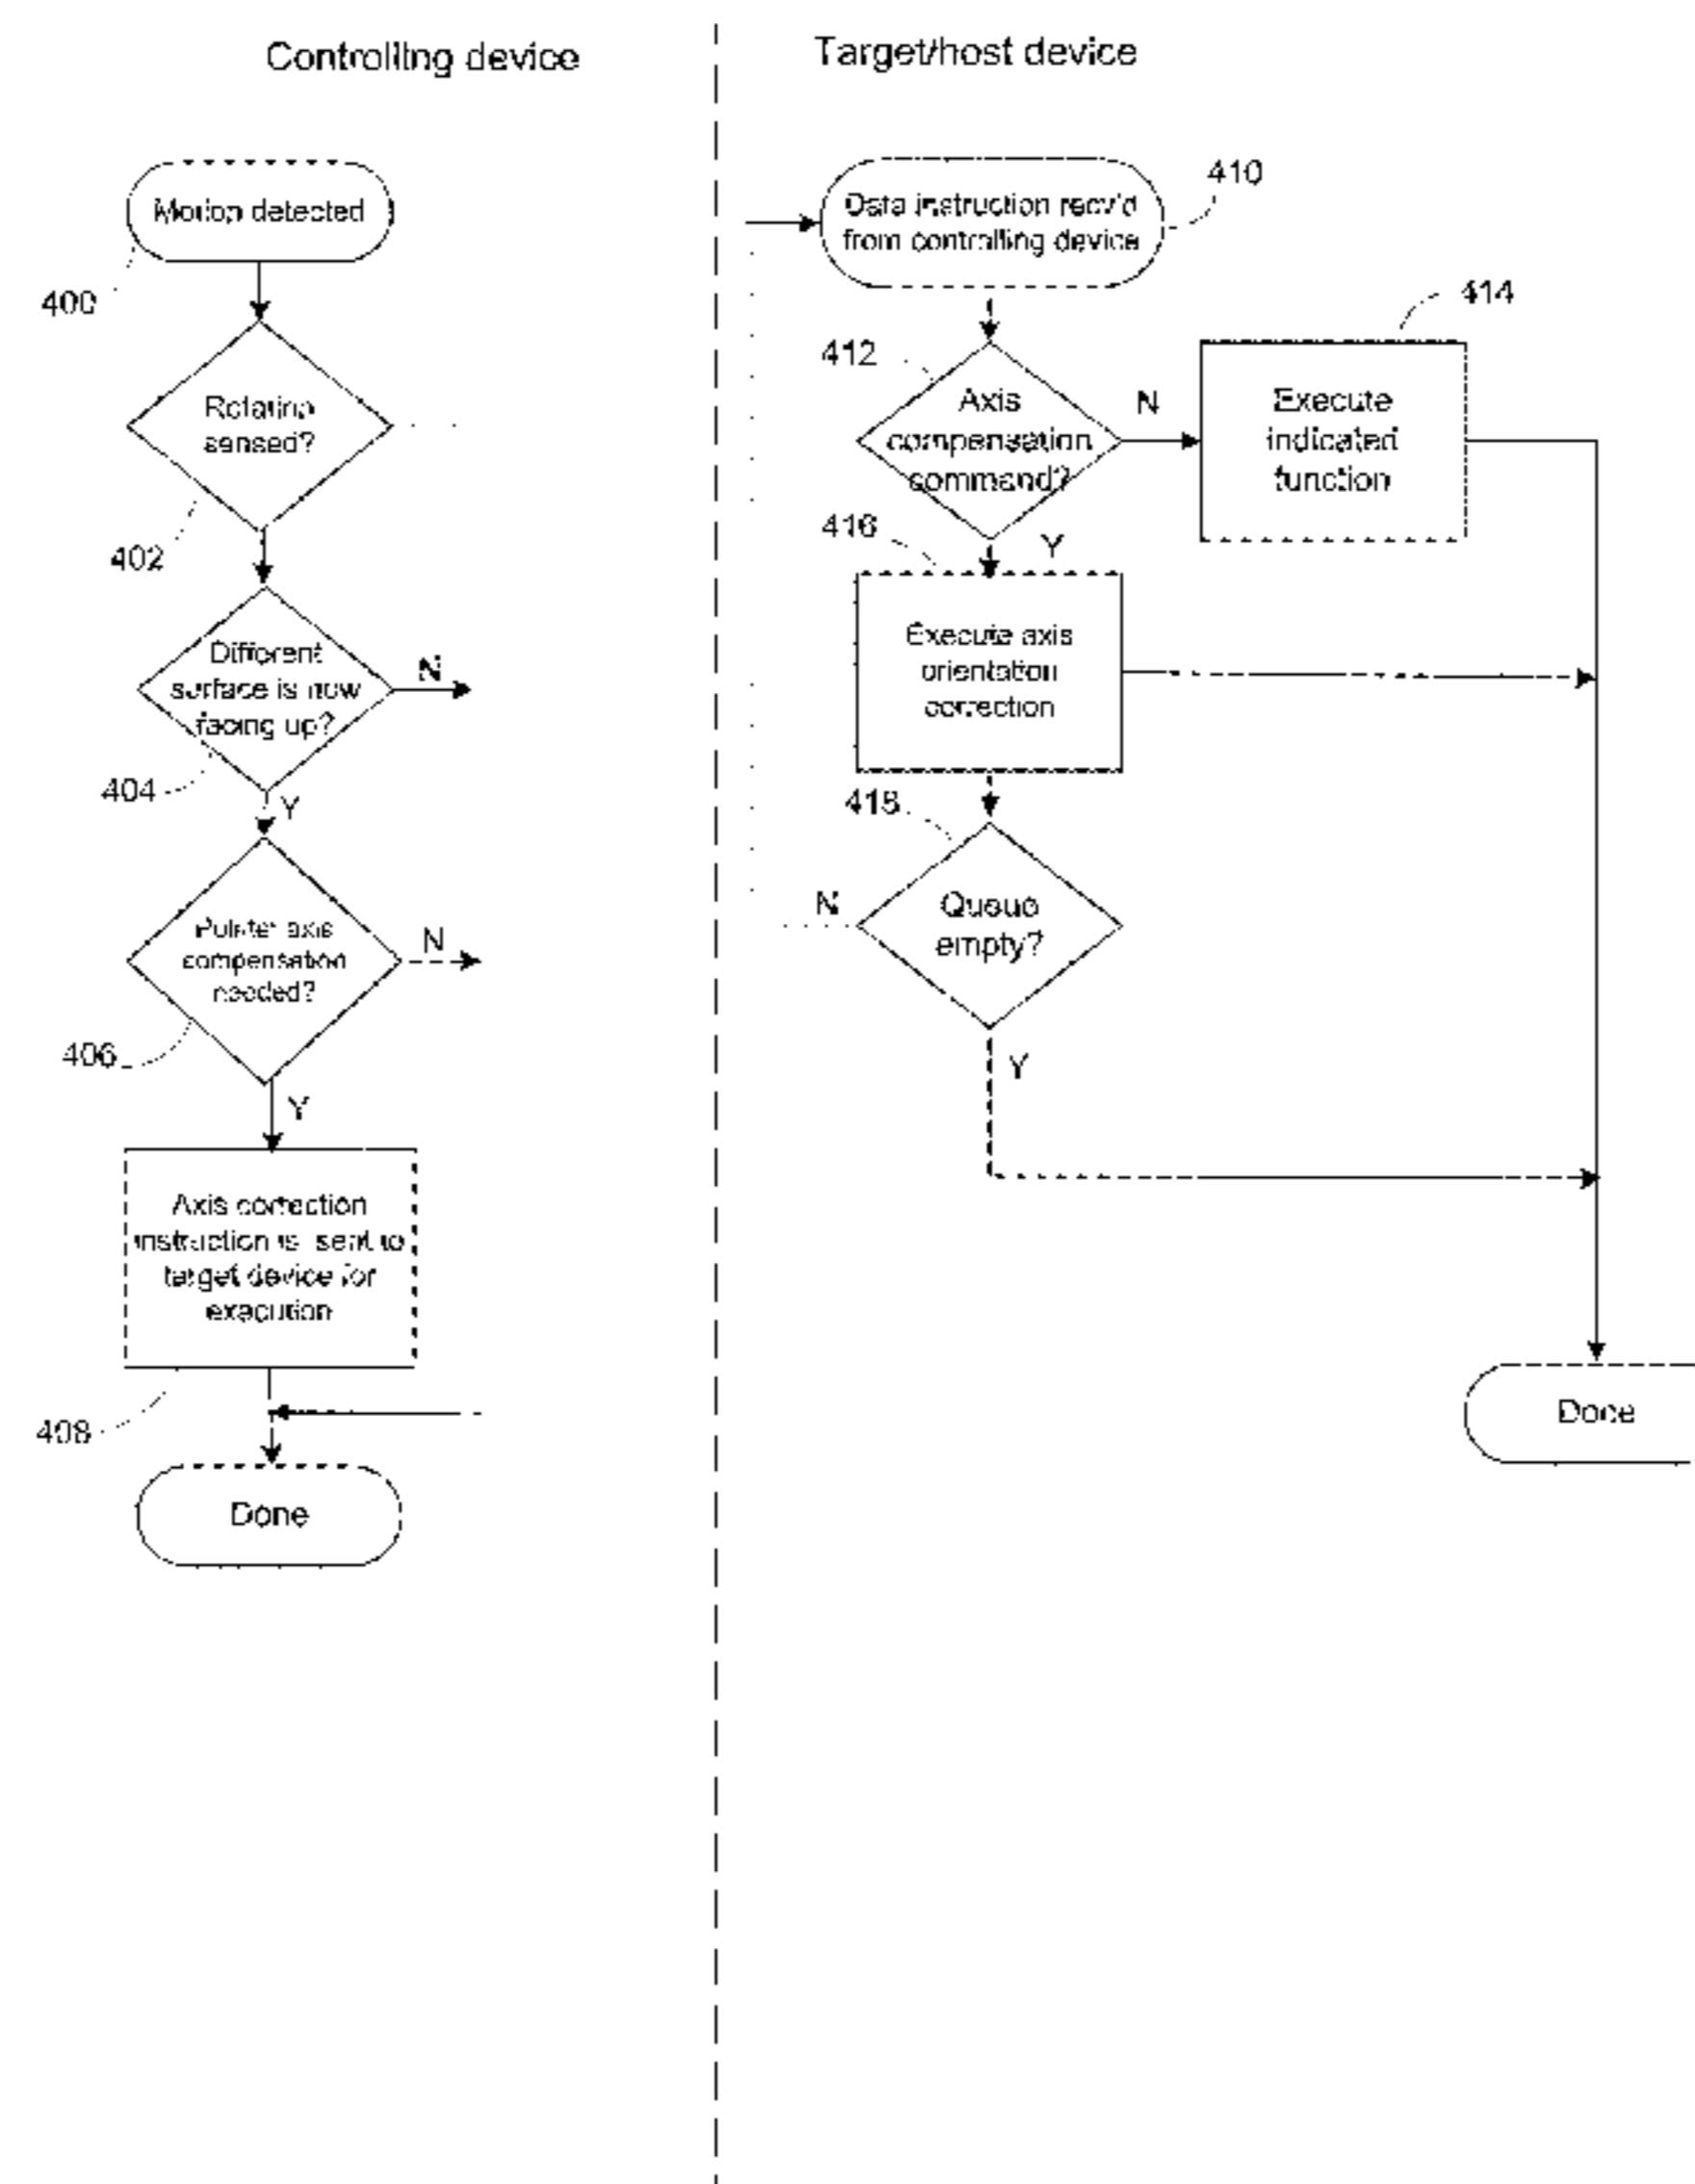 Controlling device
Target/host device
Motion detected
400
Rotation
sensed?
402
Different
surface is now
facing up?
N
404
Y
Pointer axis
compensation
needed?
N
406
Y
Axis correction
instruction is sent to
target device for
execution
408
Done
Data instruction recv'd
from controlling device
410
412
Axis
compensation
command?
N
414
Execute
indicated
function
416
Y
Execute axis
orientation
correction
418
N
Queue
empty?
Y
Done